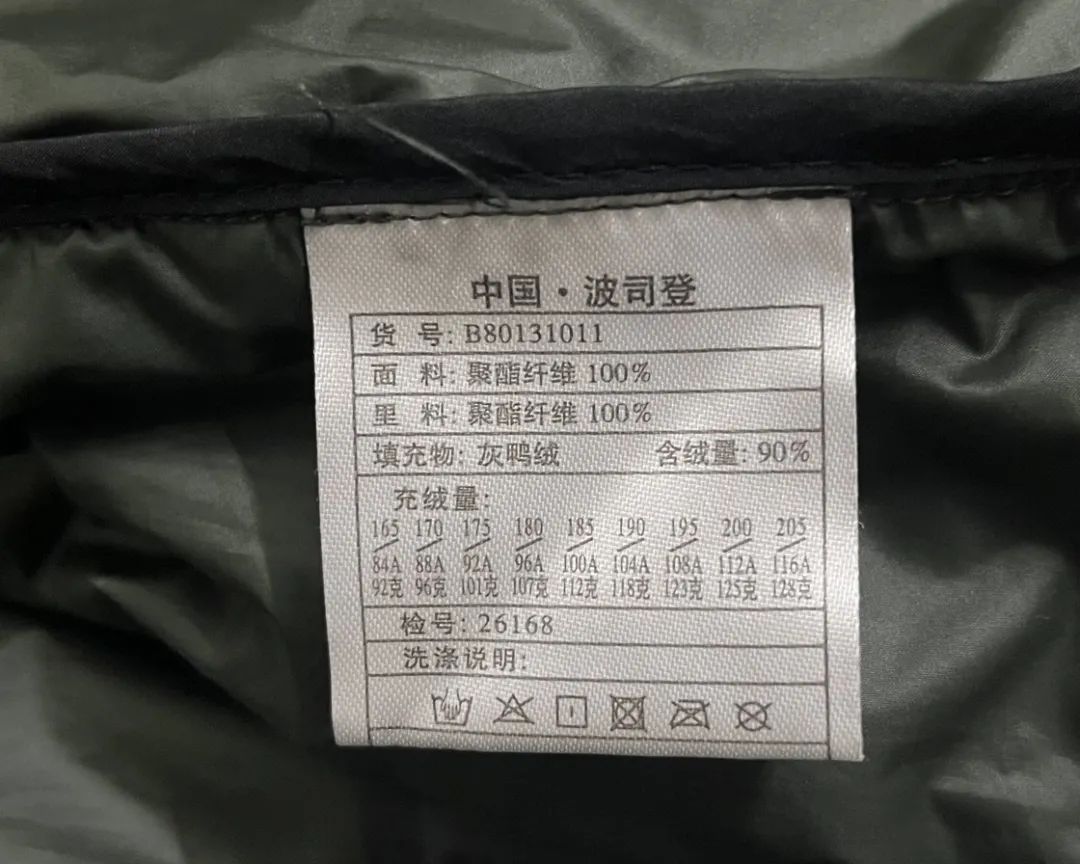 中国·波司登
货 号: B80131011
面 料: 聚酯纤维 100%
里 料: 聚酯纤维 100%
填充物: 灰鸭绒 含绒量: 90%
充绒量:
165 170 175 180 185 190 195 200 205
84A 88A 92A 96A 100A 104A 108A 112A 116A
92克 96克 101克 107克 112克 118克 123克 125克 128克
检号: 26168
洗涤说明: